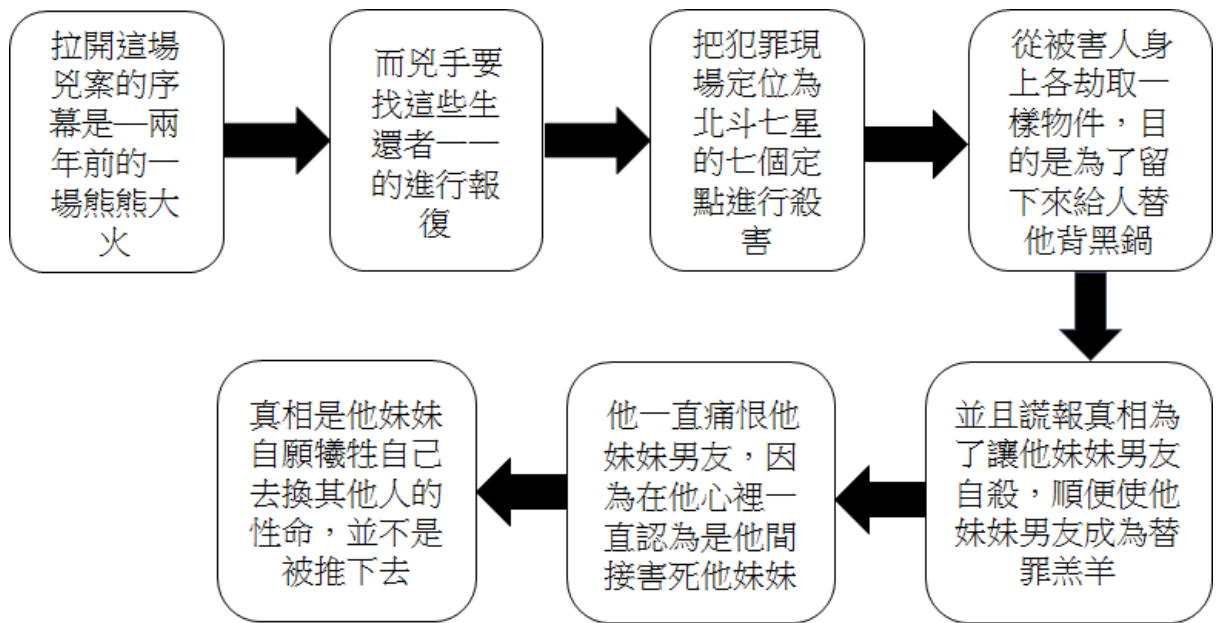 拉開這場
兇案的序
幕是—兩
年前的一
場熊熊大
火
而兇手要
找這些生
還者一一
的進行報
復
把犯罪現
場定位為
北斗七星
的七個定
點進行殺
害
從被害人身
上各劫取一
樣物件，目
的是為了留
下來給人替
他背黑鍋
並且謊報真相為
了讓他妹妹男友
自殺，順便使他
妹妹男友成為替
罪羔羊
他一直痛恨他
妹妹男友，因
為在他心裡一
直認為是他間
接害死他妹妹
真相是他妹妹
自願犧牲自己
去換其他人的
性命，並不是
被推下去